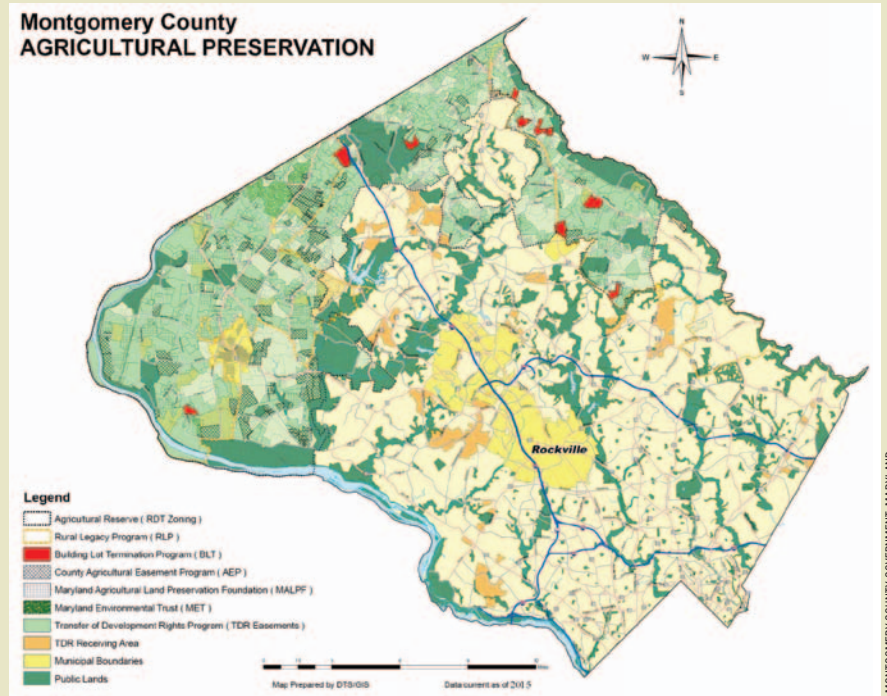 Montgomery County
AGRICULTURAL PRESERVATION
N
W
E
S
Rockville
Legend
Agricultural Reserve ( RDT Zoning )
Rural Legacy Program ( RLP )
Building Lot Termination Program ( BLT )
County Agricultural Easement Program ( AEP )
Maryland Agricultural Land Preservation Foundation ( MALPF )
Maryland Environmental Trust ( MET )
Transfer of Development Rights Program ( TDR Easements )
TDR Receiving Area
Municipal Boundaries
Public Lands
Map Prepared by DTS/GIS
Data current as of 2015